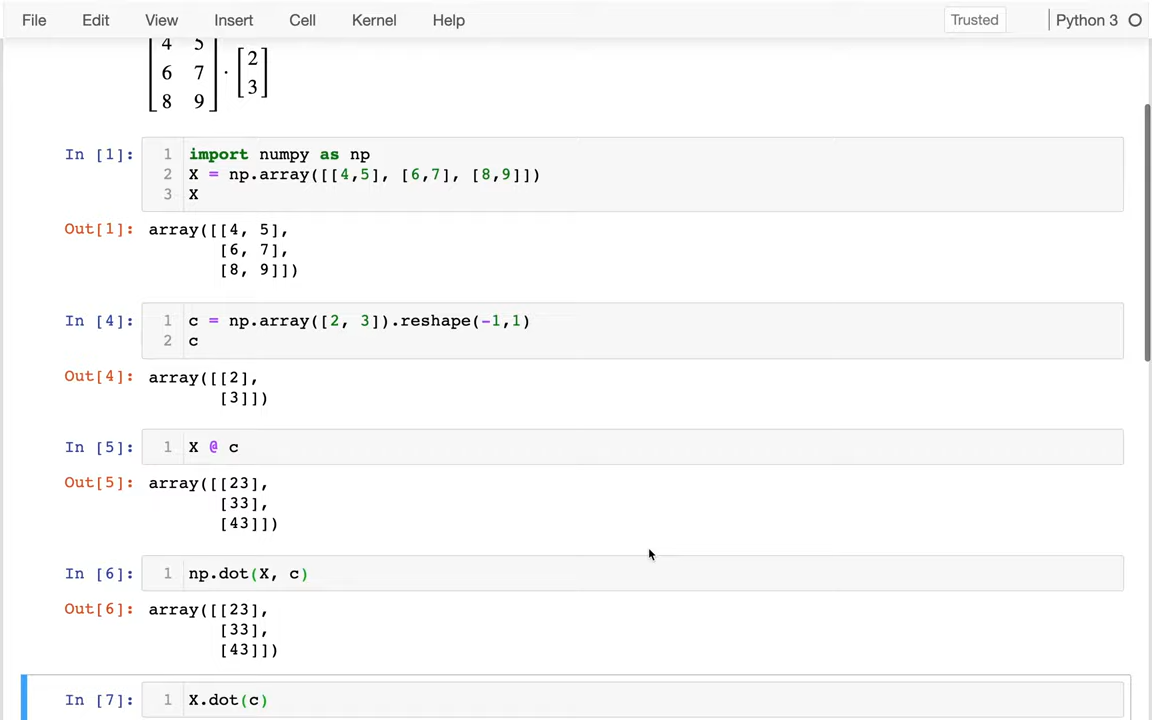 File Edit View Insert Cell Kernel Help Trusted Python 3
4 5
6 7 · 2
8 9 3
In [1]: 1 import numpy as np
2 X = np.array([[4,5], [6,7], [8,9]])
3 X
Out[1]: array([[4, 5],
[6, 7],
[8, 9]])
In [4]: 1 c = np.array([2, 3]).reshape(-1,1)
2 c
Out[4]: array([[2],
[3]])
In [5]: 1 X @ c
Out[5]: array([[23],
[33],
[43]])
In [6]: 1 np.dot(X, c)
Out[6]: array([[23],
[33],
[43]])
In [7]: 1 X.dot(c)